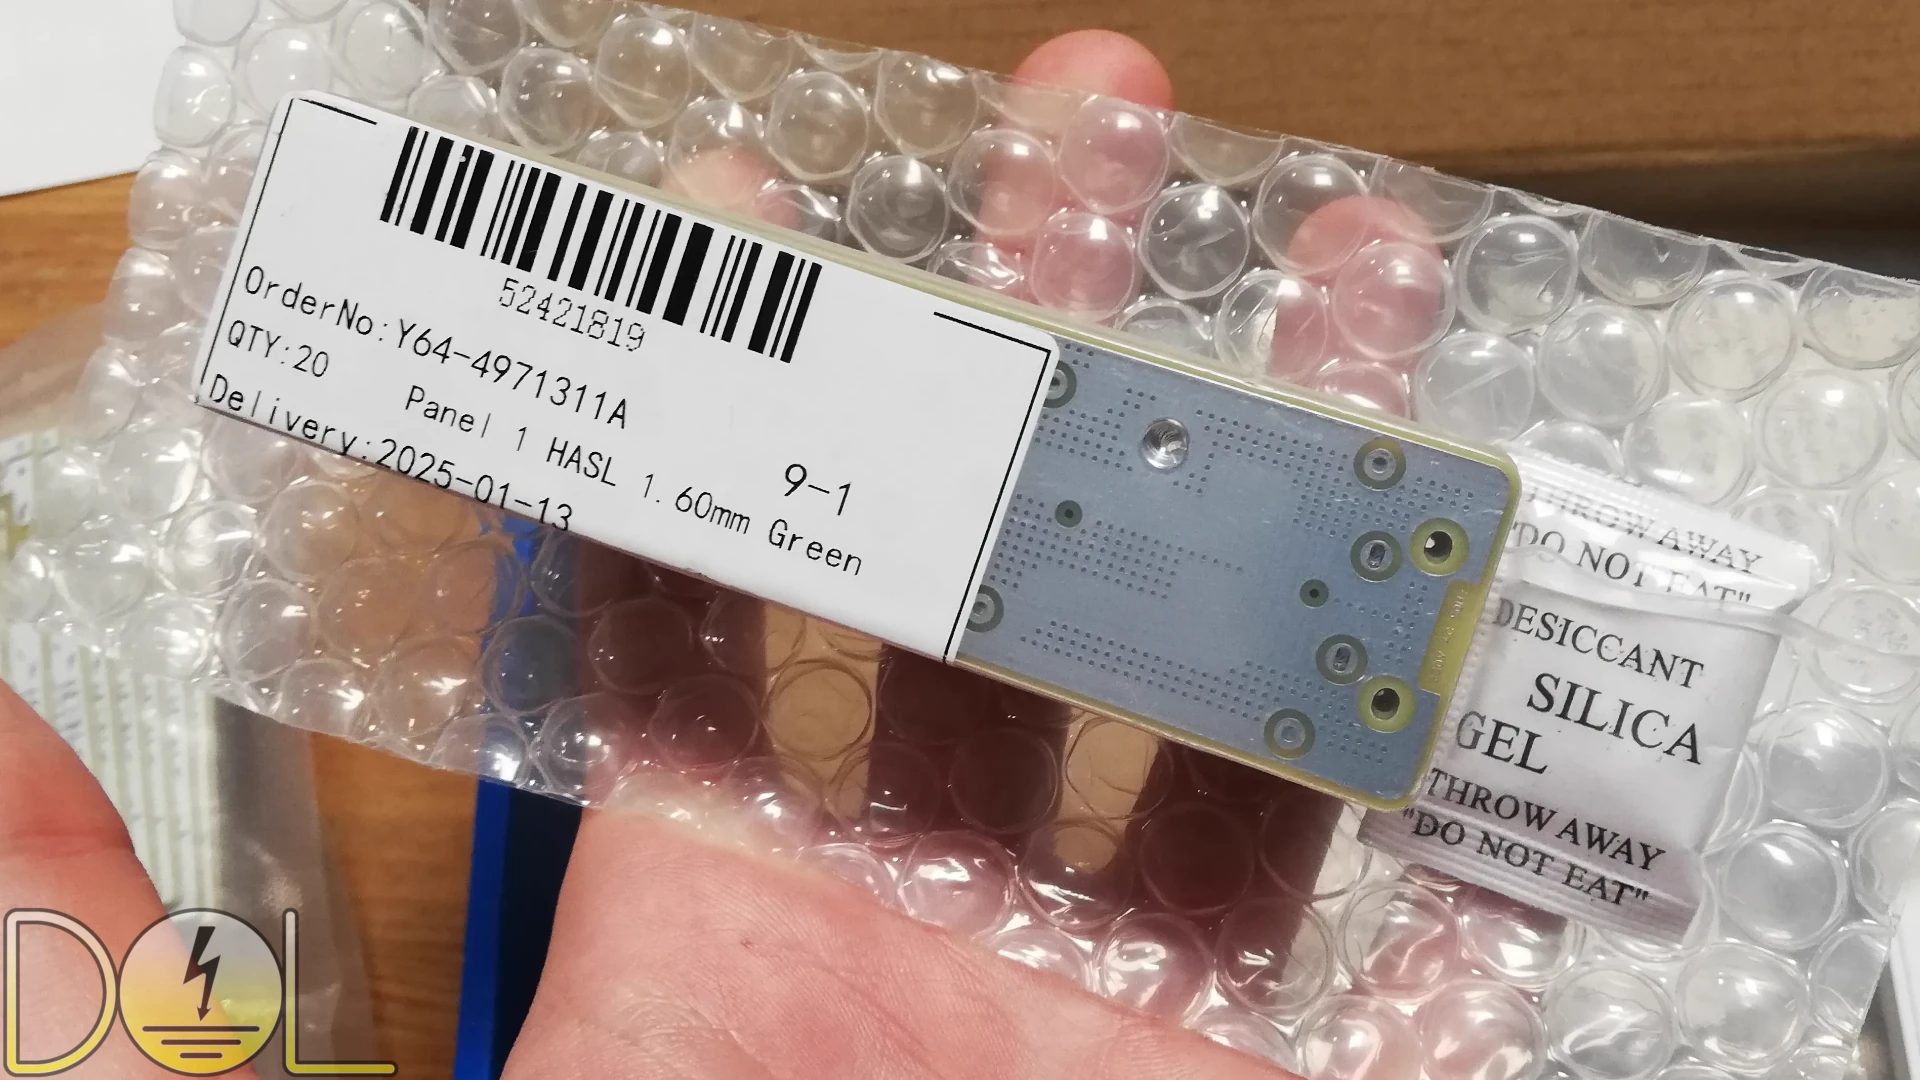 52421819
OrderNo:Y64-4971311A
QTY:20 Panel 1 HASL 1.60mm Green
9-1
Delivery:2025-01-13
THROW AWAY
"DO NOT EAT"
DESICCANT
SILICA
GEL
THROW AWAY
"DO NOT EAT"
DOL